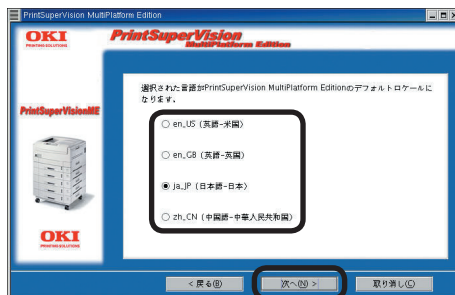 PrintSuperVision MultiPlatform Edition
OKI
PRINTING SOLUTIONS
PrintSuperVision
MultiPlatform Edition
選択された言語がPrintSuperVision MultiPlatform Editionのデフォルトロケールに
なります。
PrintSuperVisionME
en_US (英語-米国)
en_GB (英語-英国)
ja_JP (日本語-日本)
zh_CN (中国語-中華人民共和国)
OKI
PRINTING SOLUTIONS
< 戻る(B)
次へ(N) >
取り消し(C)